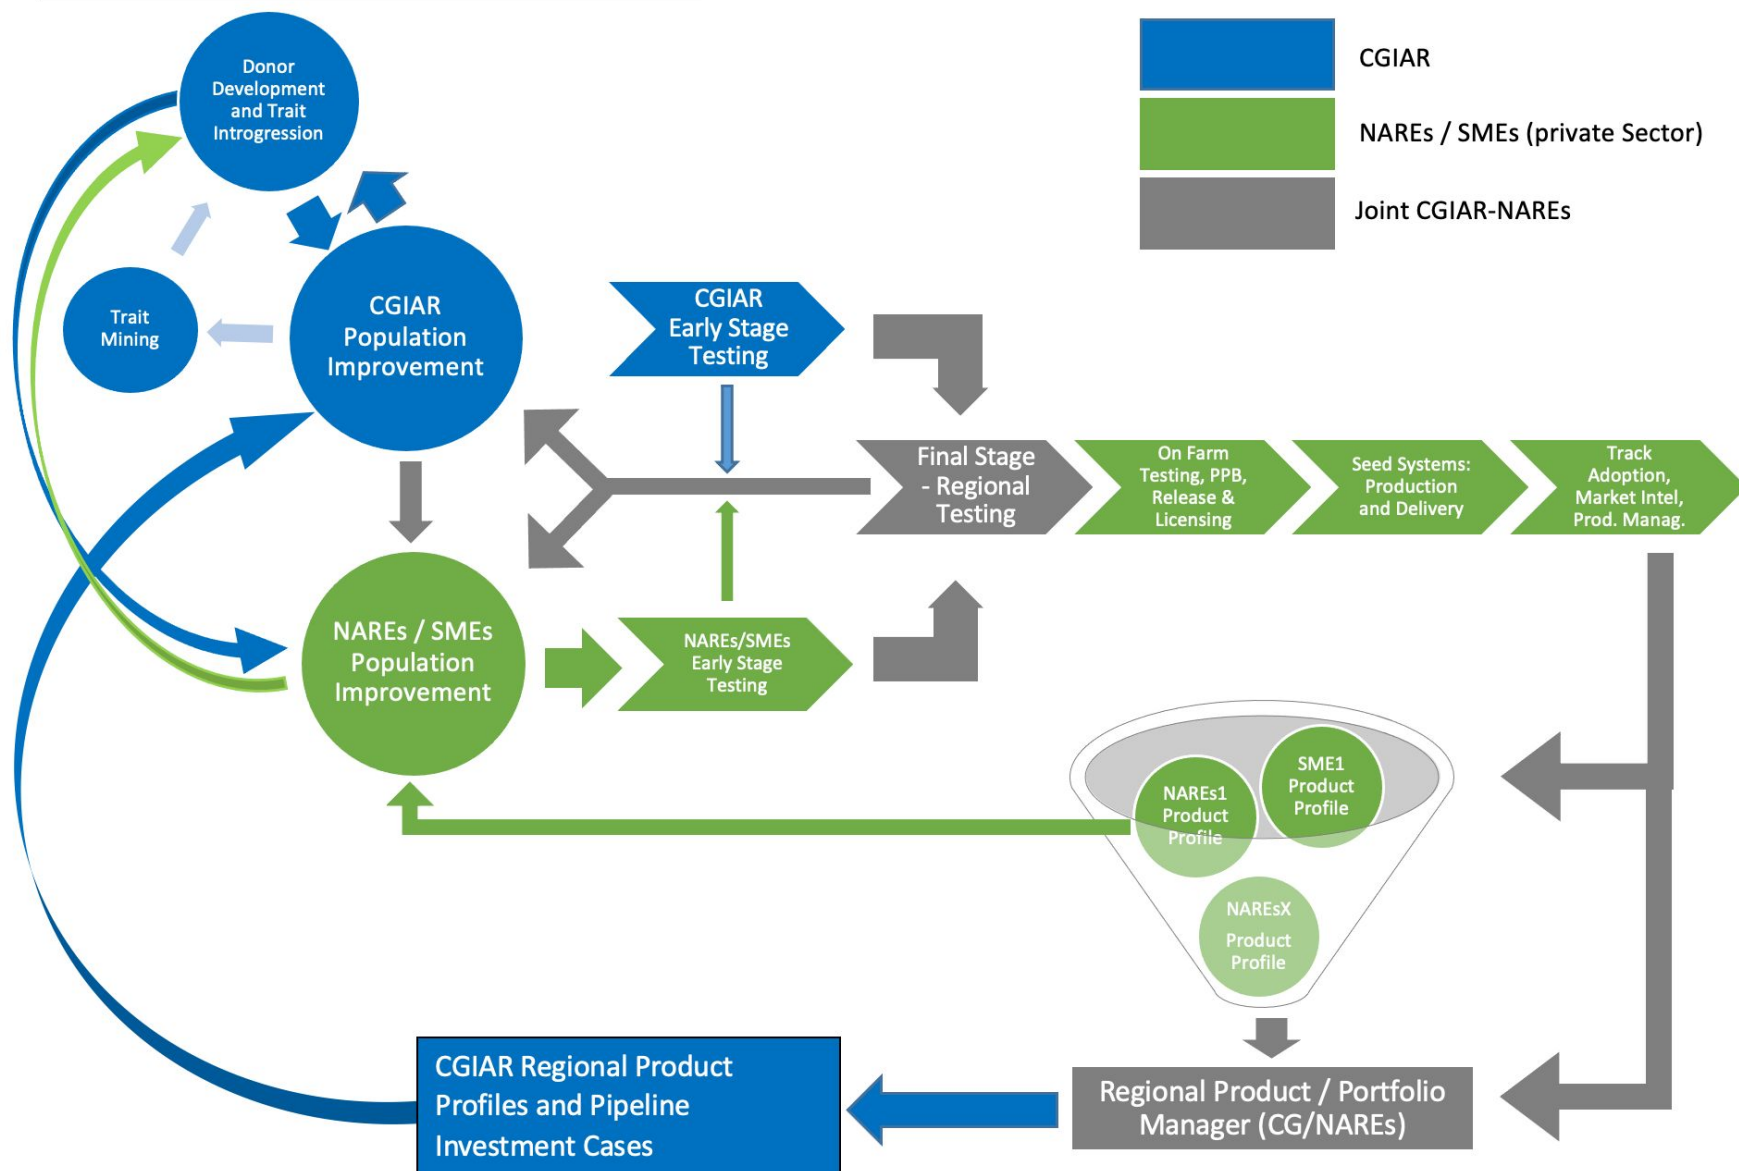 Donor
Development
and Trait
Introgression
CGIAR
NAREs / SMEs (private Sector)
Joint CGIAR-NAREs
Trait
Mining
CGIAR
Population
Improvement
CGIAR
Early Stage
Testing
Final Stage
- Regional
Testing
On Farm
Testing, PPB,
Release &
Licensing
Seed Systems:
Production
and Delivery
Track
Adoption,
Market Intel,
Prod. Manag.
NAREs / SMEs
Population
Improvement
NAREs/SMEs
Early Stage
Testing
NAREs1
Product
Profile
SME1
Product
Profile
NAREsX
Product
Profile
CGIAR Regional Product
Profiles and Pipeline
Investment Cases
Regional Product / Portfolio
Manager (CG/NAREs)